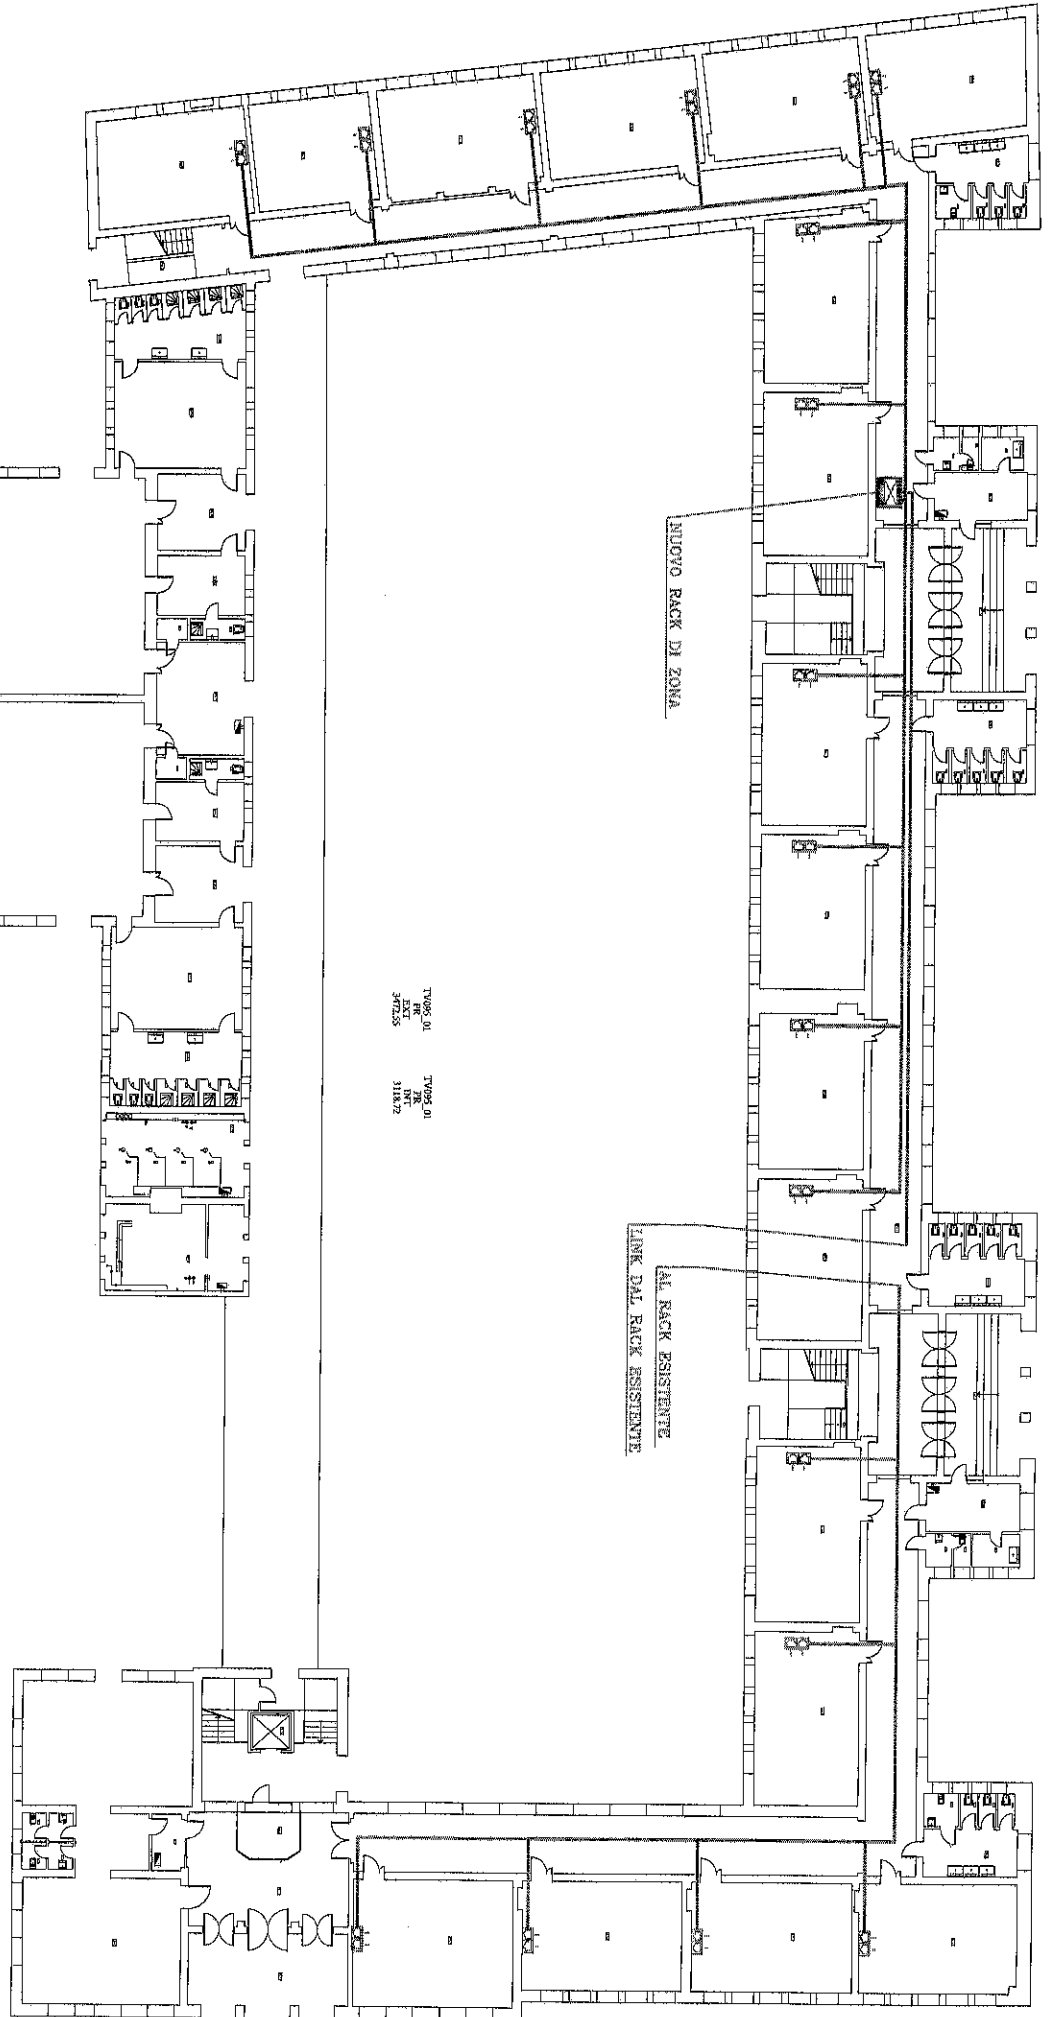 NUOVO RACK DI ZONA
AL RACK ESISTENTE
LINK DAL RACK ESISTENTE
TV095_01
PR
EXT
3472.55
TV095_01
PR
INT
3118.72